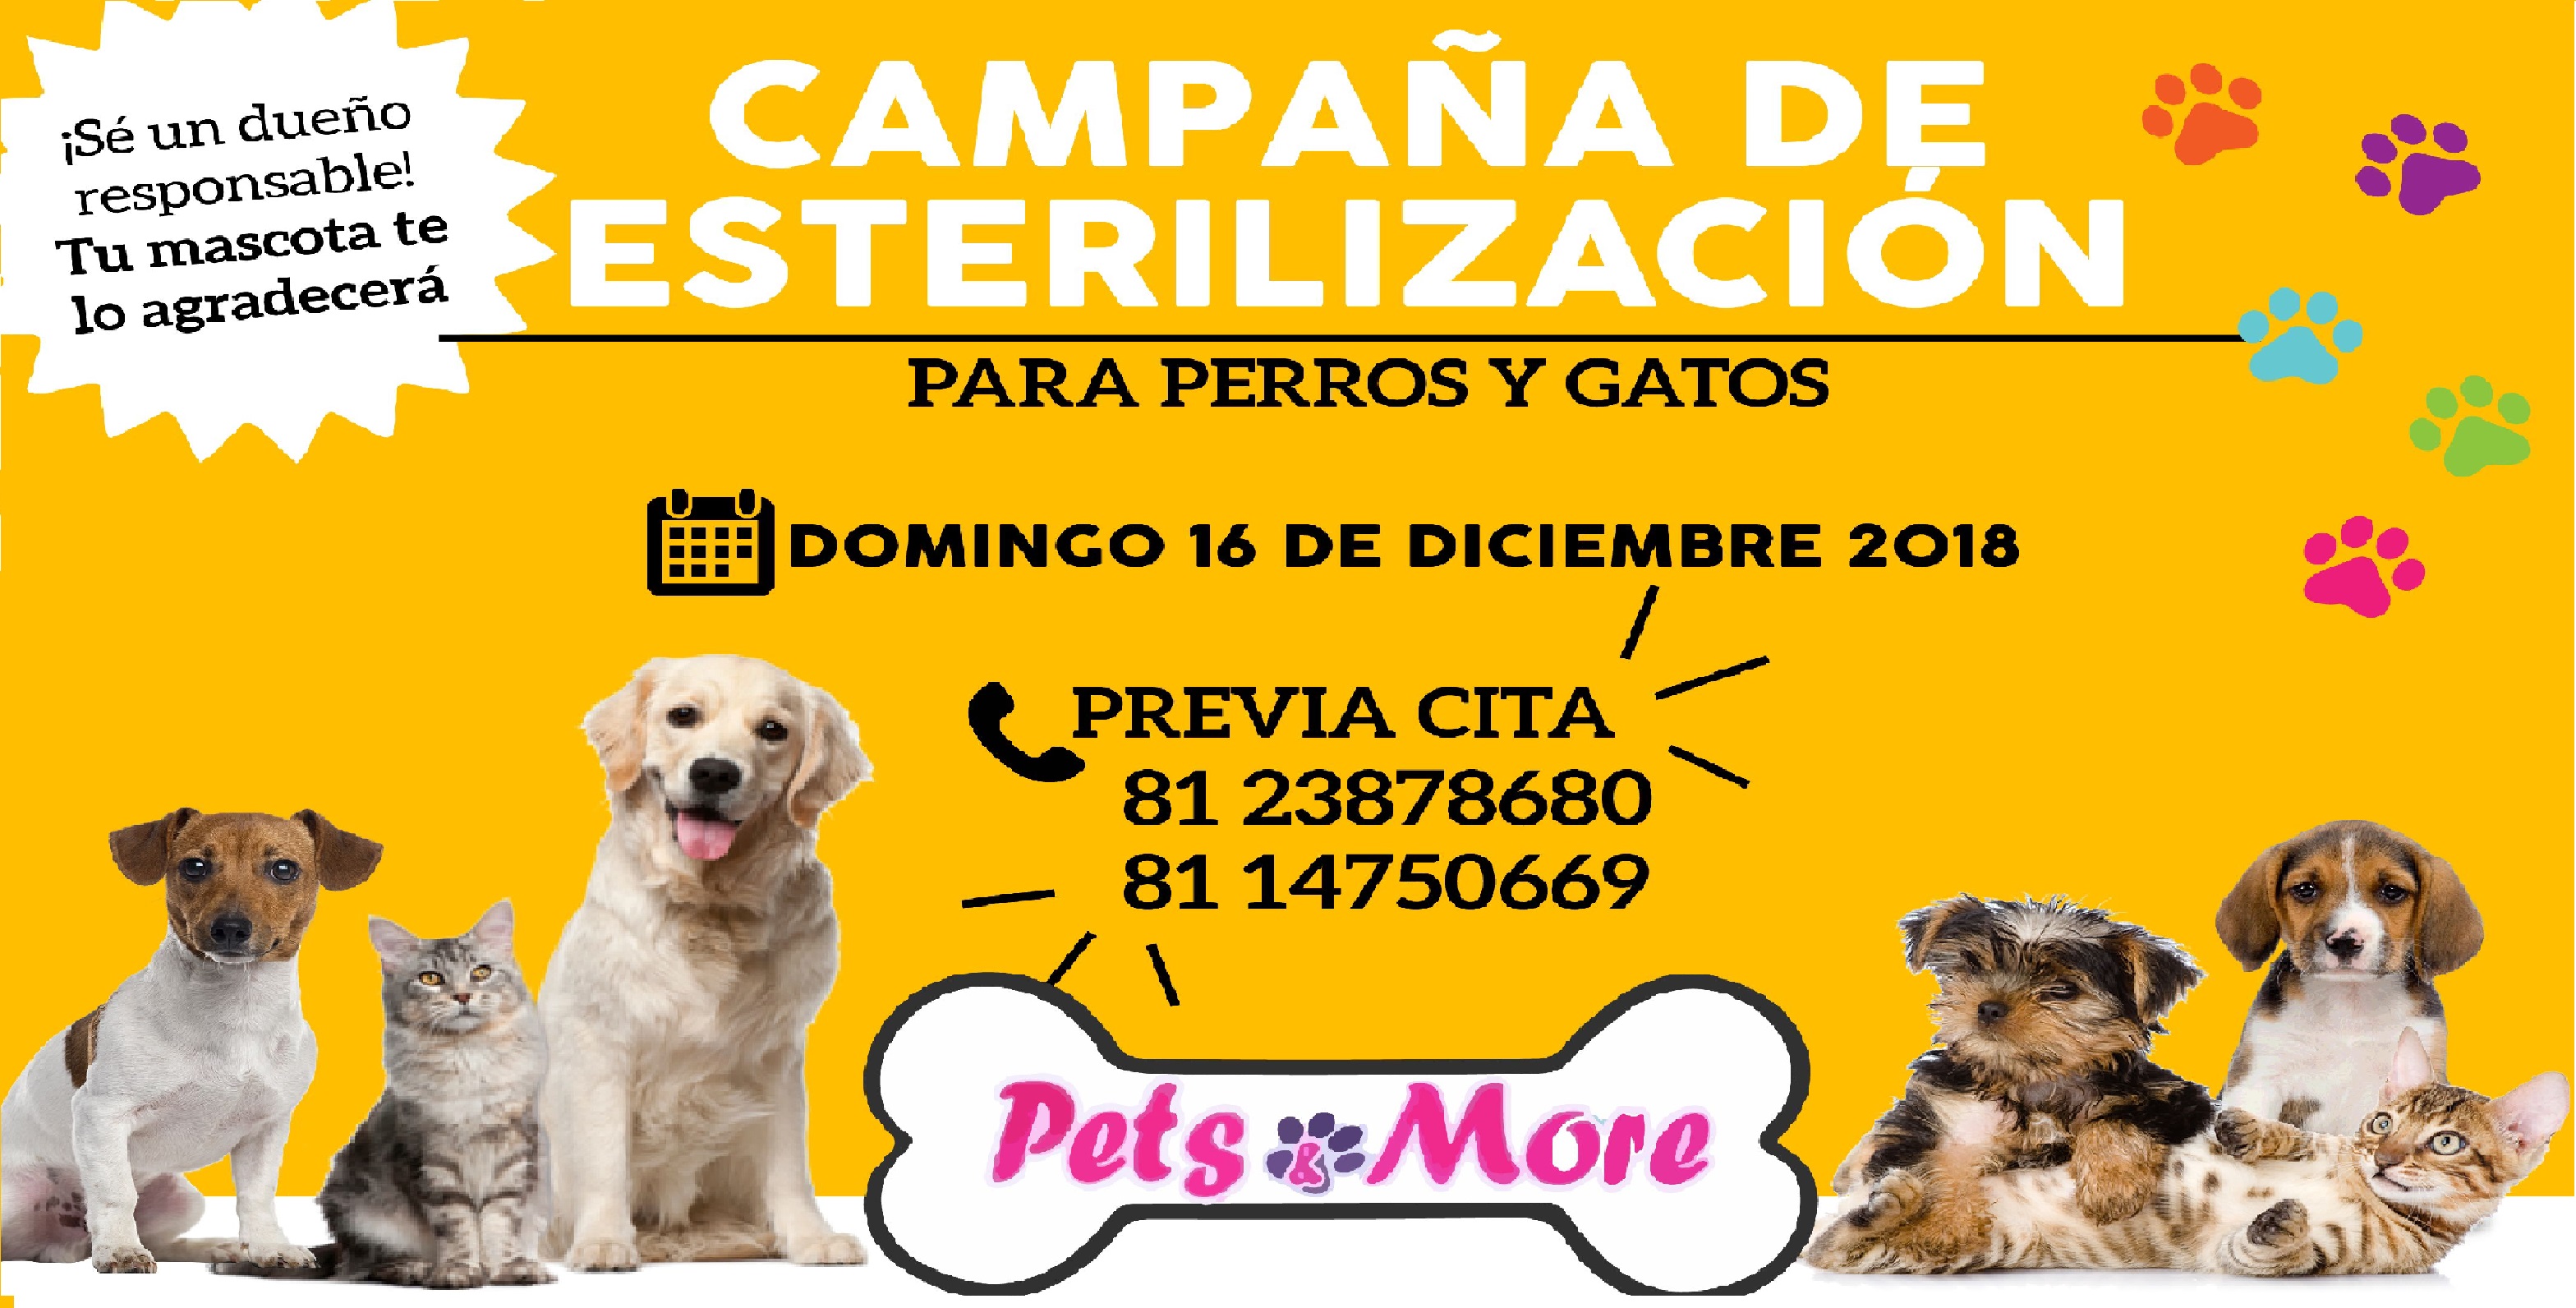 ¡Sé un dueño
responsable!
Tu mascota te
lo agradecerá
CAMPAÑA DE
ESTERILIZACIÓN
PARA PERROS Y GATOS
DOMINGO 16 DE DICIEMBRE 2018
PREVIA CITA
81 23878680
81 14750669
Pets & More